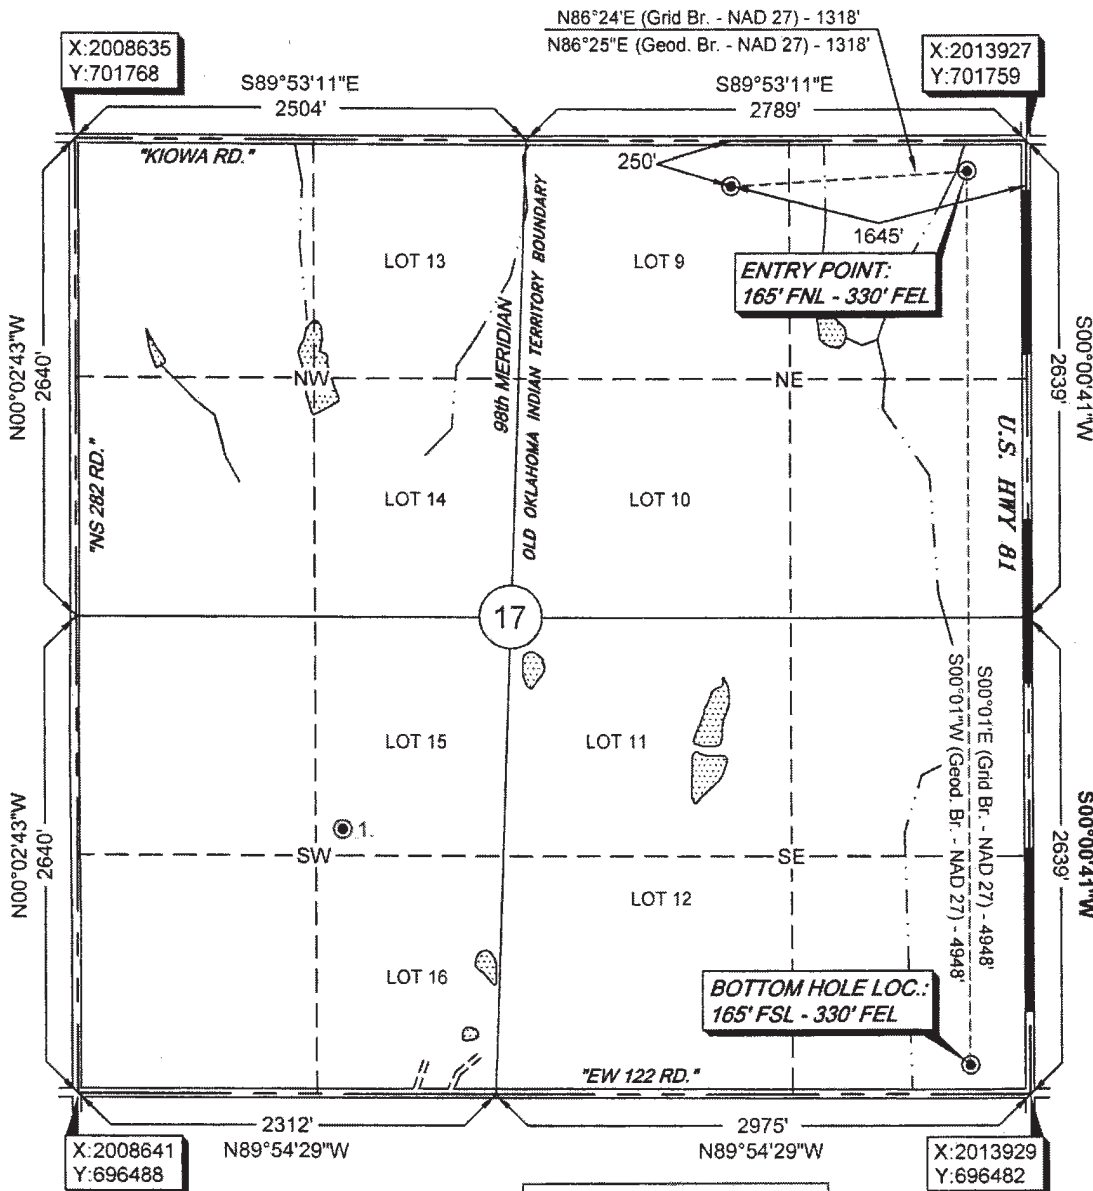 N86°24'E (Grid Br. - NAD 27) - 1318'
N86°25"E (Geod. Br. - NAD 27) - 1318'
X:2008635
Y:701768
X:2013927
Y:701759
S89°53'11"E
2504'
S89°53'11"E
2789'
"KIOWA RD."
250'
1645'
LOT 13
LOT 9
ENTRY POINT:
165' FNL - 330' FEL
N00°02'43"W
2640'
98th MERIDIAN
OLD OKLAHOMA INDIAN TERRITORY BOUNDARY
2639'
S00°00'41"W
NW
NE
"NS 282 RD."
LOT 14
LOT 10
U.S. HWY 81
17
LOT 15
LOT 11
S00°01'E (Grid Br. - NAD 27) - 4948'
S00°01"W (Geod. Br. - NAD 27) - 4948'
N00°02'43"W
2640'
1.
SW
SE
2639'
S00°00'41"W
LOT 12
LOT 16
BOTTOM HOLE LOC.:
165' FSL - 330' FEL
"EW 122 RD."
2312'
N89°54'29"W
2975'
N89°54'29"W
X:2008641
Y:696488
X:2013929
Y:696482